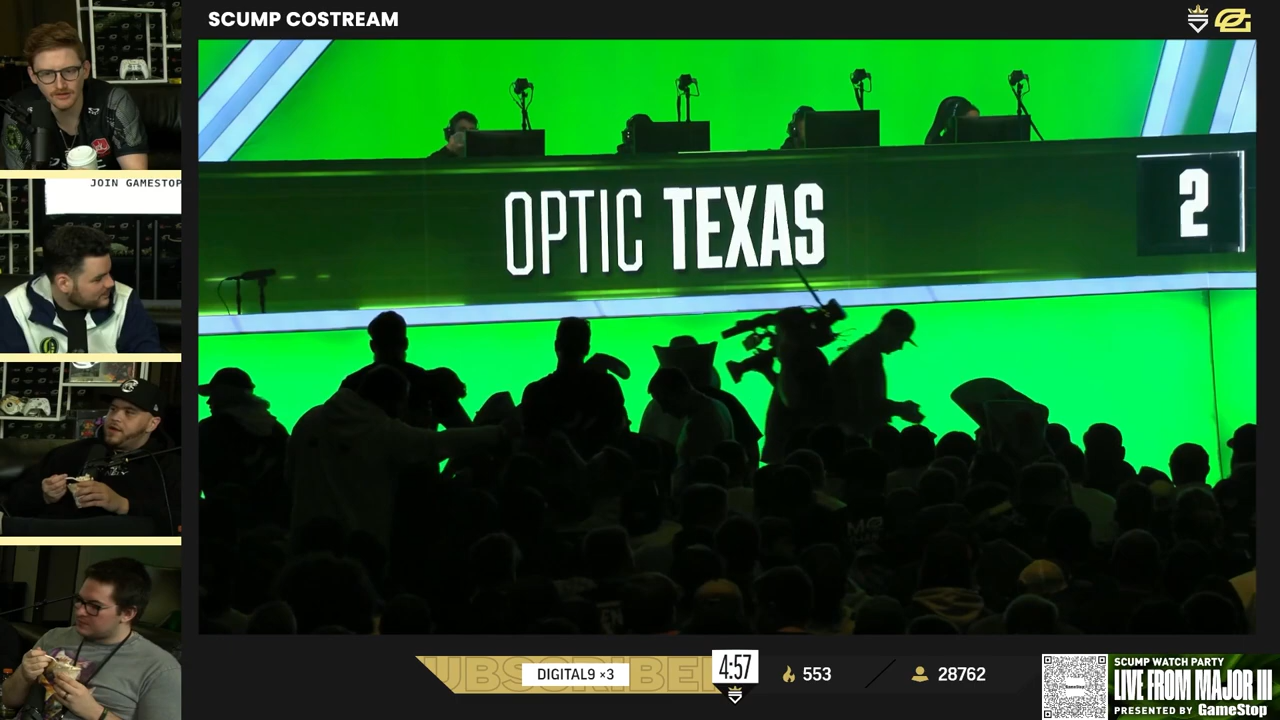 SCUMP COSTREAM
JOIN GAMESTOP
OPTIC TEXAS
2
DIGITAL9 ×3
4:57
553
28762
SCUMP WATCH PARTY
LIVE FROM MAJOR III
PRESENTED BY GameStop